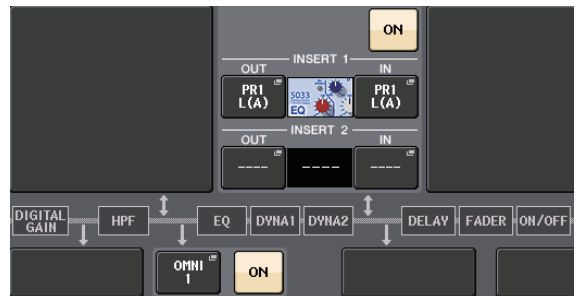 ON
INSERT 1
OUT IN
PR1 L(A) 5033 EQ PR1 L(A)
INSERT 2
OUT IN
---- ---- ----
DIGITAL GAIN HPF EQ DYNA1 DYNA2 DELAY FADER ON/OFF
OMNI 1 ON